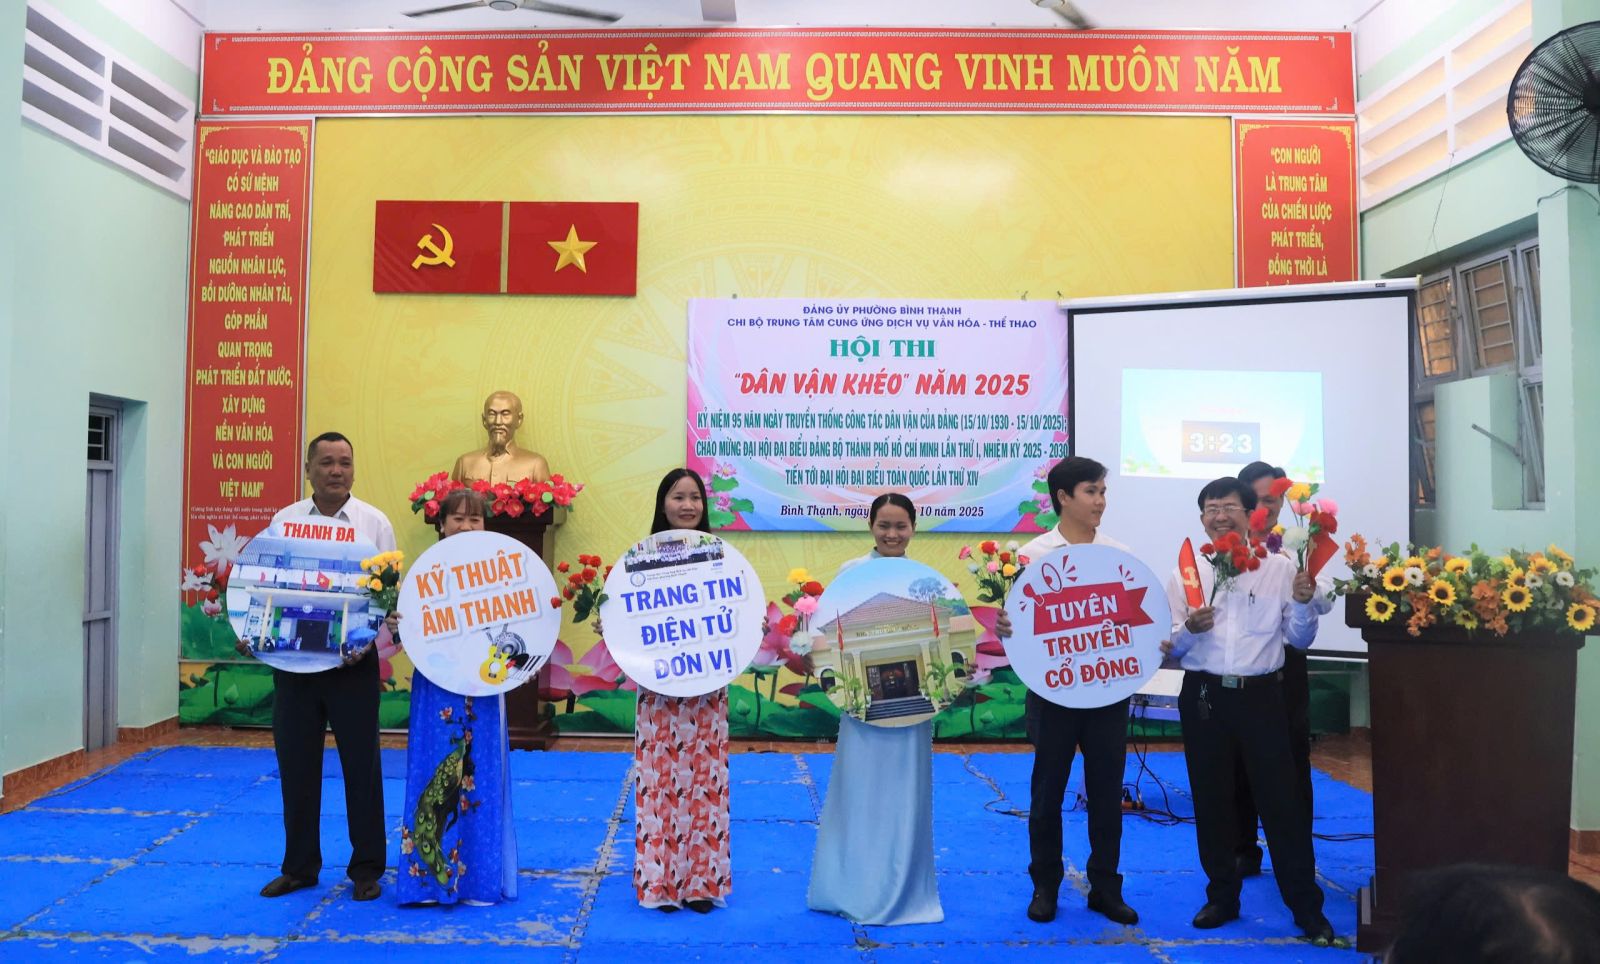 ĐẢNG CỘNG SẢN VIỆT NAM QUANG VINH MUÔN NĂM
"GIÁO DỤC VÀ ĐÀO TẠO
CÓ SỨ MỆNH
NÂNG CAO DÂN TRÍ,
PHÁT TRIỂN
NGUỒN NHÂN LỰC,
BỒI DƯỠNG NHÂN TÀI,
GÓP PHẦN
QUAN TRỌNG
PHÁT TRIỂN ĐẤT NƯỚC,
XÂY DỰNG
NỀN VĂN HÓA
VÀ CON NGƯỜI
VIỆT NAM"
"CON NGƯỜI
LÀ TRUNG TÂM
CỦA CHIẾN LƯỢC
PHÁT TRIỂN,
ĐỒNG THỜI LÀ
ĐẢNG ỦY PHƯỜNG BÌNH THẠNH
CHI BỘ TRUNG TÂM CUNG ỨNG DỊCH VỤ VĂN HÓA - THỂ THAO
HỘI THI
"DÂN VẬN KHÉO" NĂM 2025
KỶ NIỆM 95 NĂM NGÀY TRUYỀN THỐNG CÔNG TÁC DÂN VẬN CỦA ĐẢNG (15/10/1930 - 15/10/2025);
CHÀO MỪNG ĐẠI HỘI ĐẠI BIỂU ĐẢNG BỘ THÀNH PHỐ HỒ CHÍ MINH LẦN THỨ I, NHIỆM KỲ 2025 - 2030
TIẾN TỚI ĐẠI HỘI ĐẠI BIỂU TOÀN QUỐC LẦN THỨ XIV
Bình Thạnh, ngày 10 năm 2025
3:23
THANH ĐA
KỸ THUẬT
ÂM THANH
TRANG TIN
ĐIỆN TỬ
ĐƠN VỊ
TUYÊN
TRUYỀN
CỔ ĐỘNG